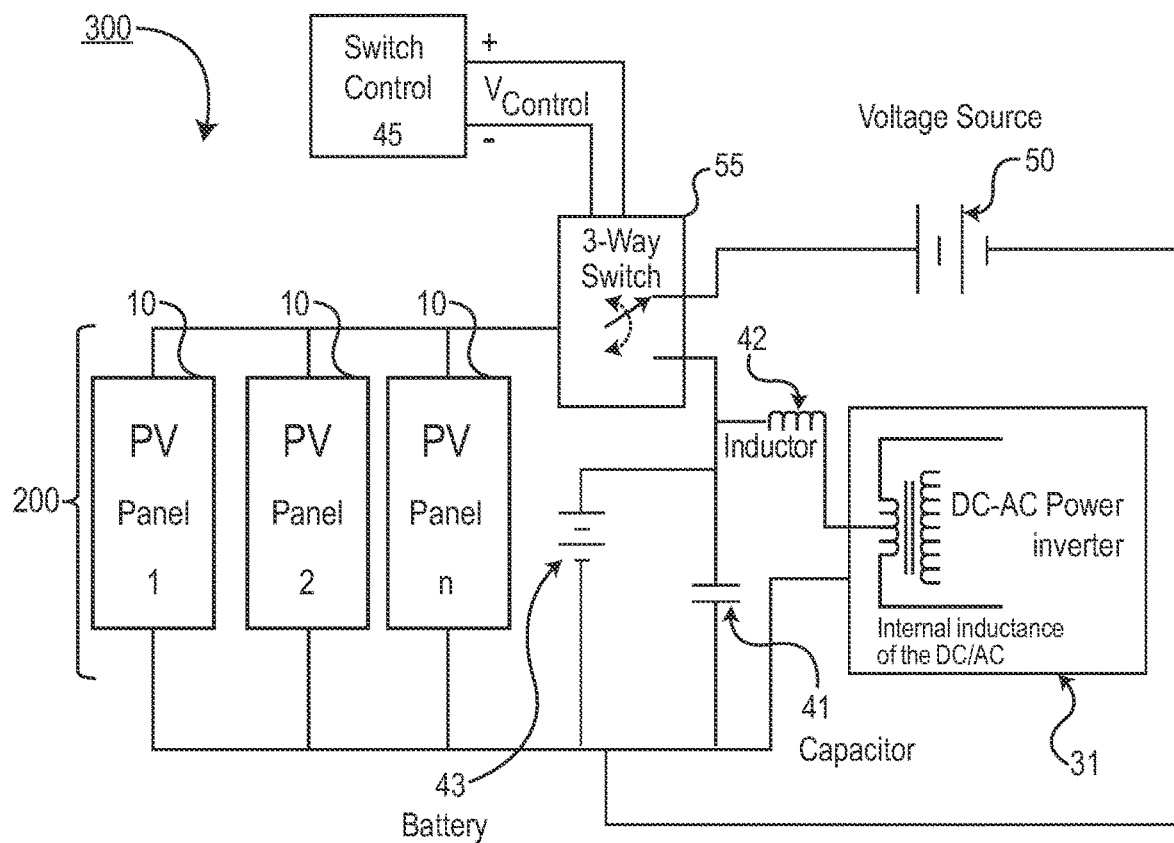 300
Switch
Control
45
+
VControl
-
Voltage Source
50
55
3-Way
Switch
10
10
10
42
Inductor
200
PV
Panel
1
PV
Panel
2
PV
Panel
n
DC-AC Power
inverter
Internal inductance
of the DC/AC
41
Capacitor
31
43
Battery